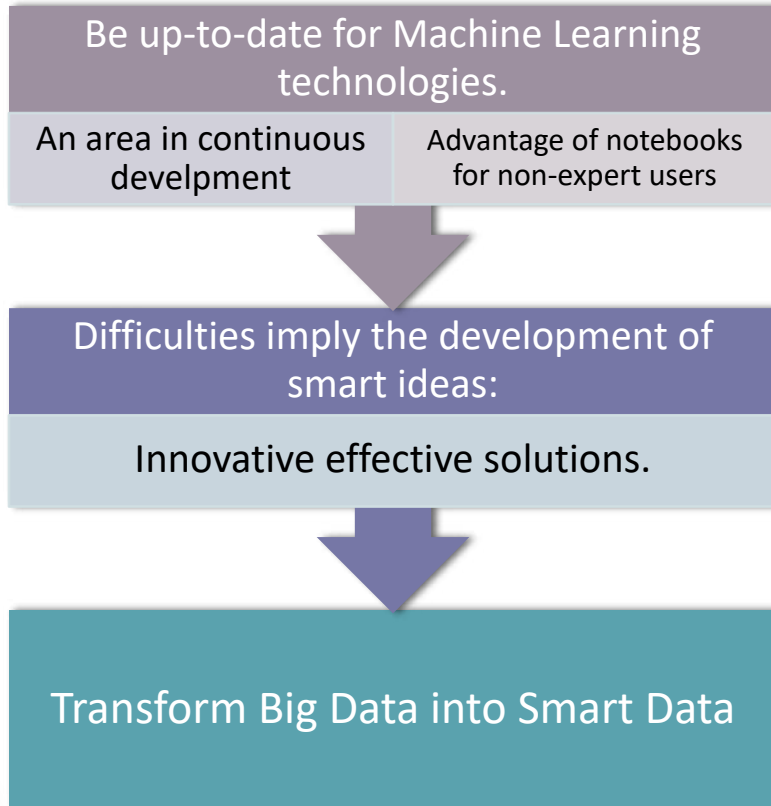 Be up-to-date for Machine Learning
technologies.
An area in continuous
develpment
Advantage of notebooks
for non-expert users
Difficulties imply the development of
smart ideas:
Innovative effective solutions.
Transform Big Data into Smart Data